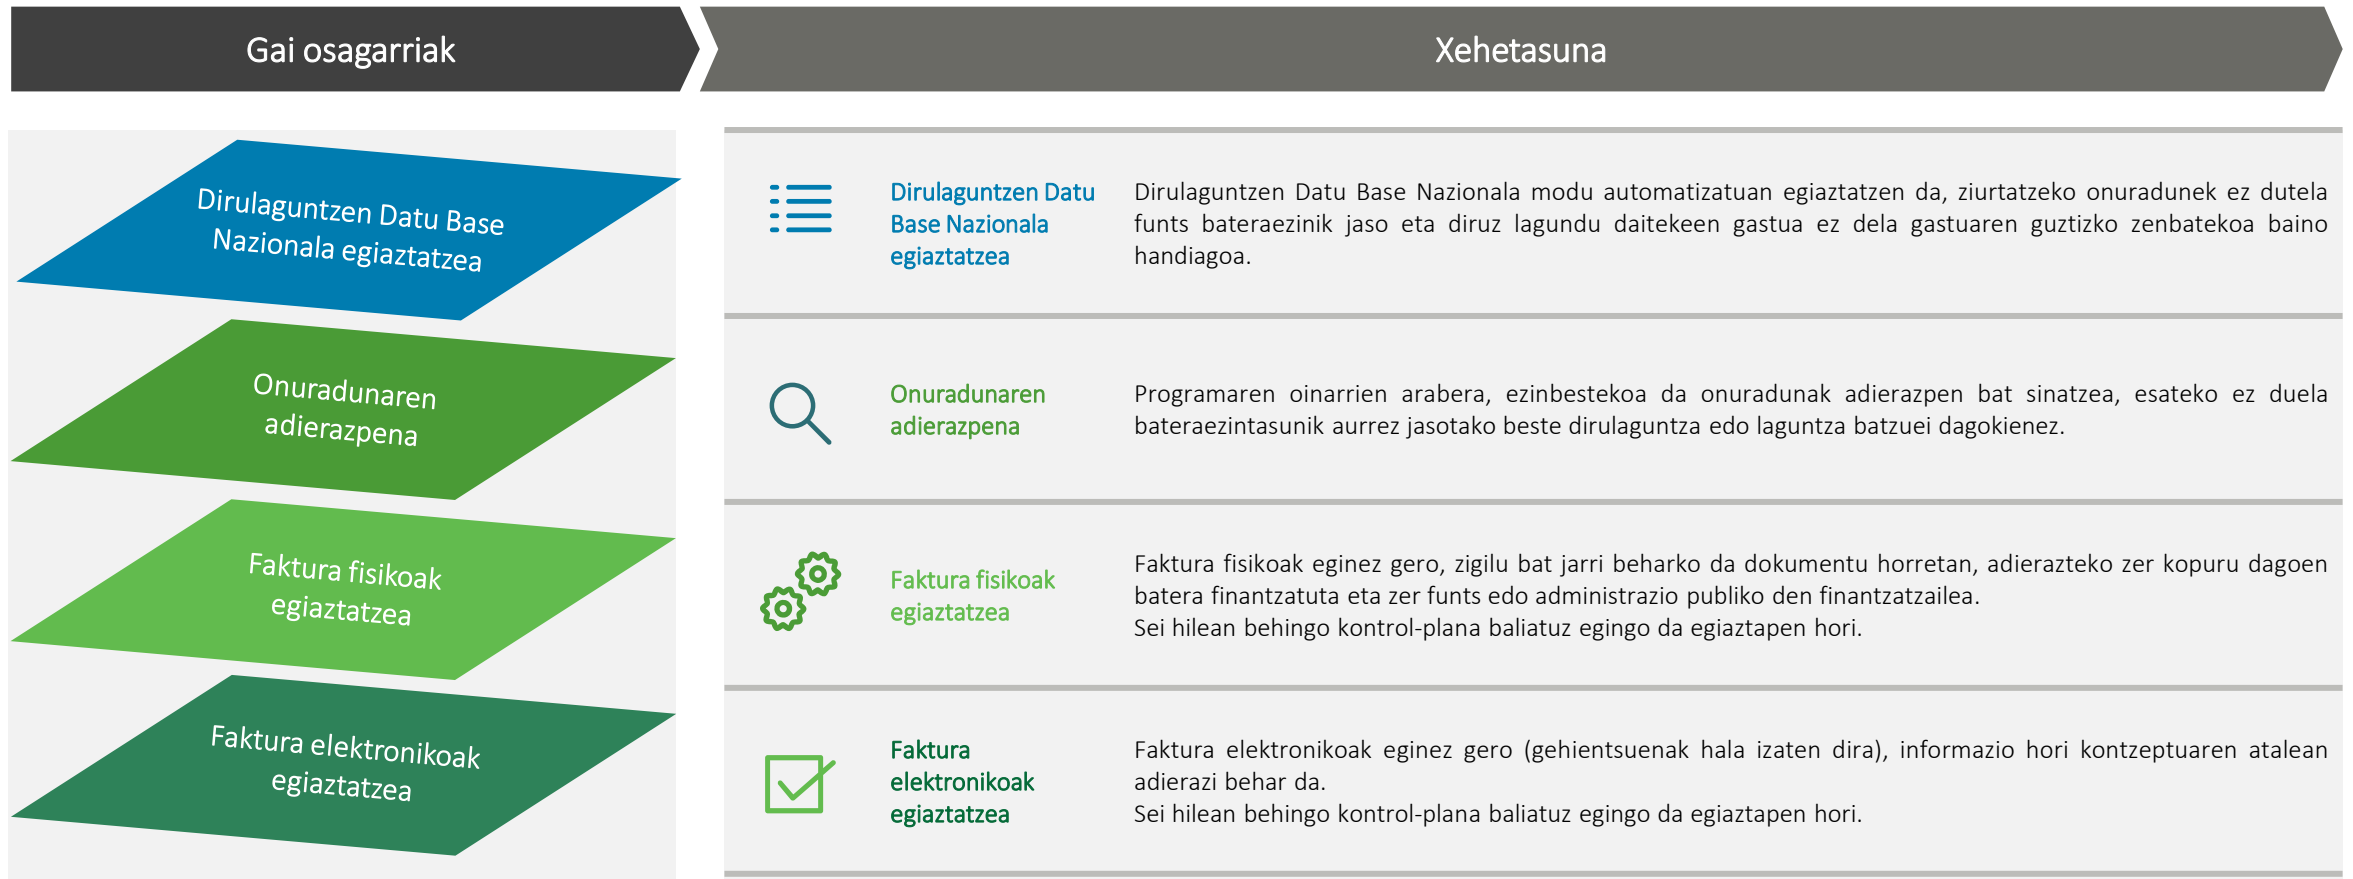 Gai osagarriak
Xehetasuna
Dirulaguntzen Datu Base
Nazionala egiaztatzea
Onuradunaren
adierazpena
Faktura fisikoak
egiaztatzea
Faktura elektronikoak
egiaztatzea
Dirulaguntzen Datu
Base Nazionala
egiaztatzea
Dirulaguntzen Datu Base Nazionala modu automatizatuan egiaztatzen da, ziurtatzeko onuradunek ez dutela
funts bateraezinik jaso eta diruz lagundu daitekeen gastua ez dela gastuaren guztizko zenbatekoa baino
handiagoa.
Onuradunaren
adierazpena
Programaren oinarrien arabera, ezinbestekoa da onuradunak adierazpen bat sinatzea, esateko ez duela
bateraezintasunik aurrez jasotako beste dirulaguntza edo laguntza batzuei dagokienez.
Faktura fisikoak
egiaztatzea
Faktura fisikoak eginez gero, zigilu bat jarri beharko da dokumentu horretan, adierazteko zer kopuru dagoen
batera finantzatuta eta zer funts edo administrazio publiko den finantzatzailea.
Sei hilean behingo kontrol-plana baliatuz egingo da egiaztapen hori.
Faktura
elektronikoak
egiaztatzea
Faktura elektronikoak eginez gero (gehientsuenak hala izaten dira), informazio hori kontzeptuaren atalean
adierazi behar da.
Sei hilean behingo kontrol-plana baliatuz egingo da egiaztapen hori.